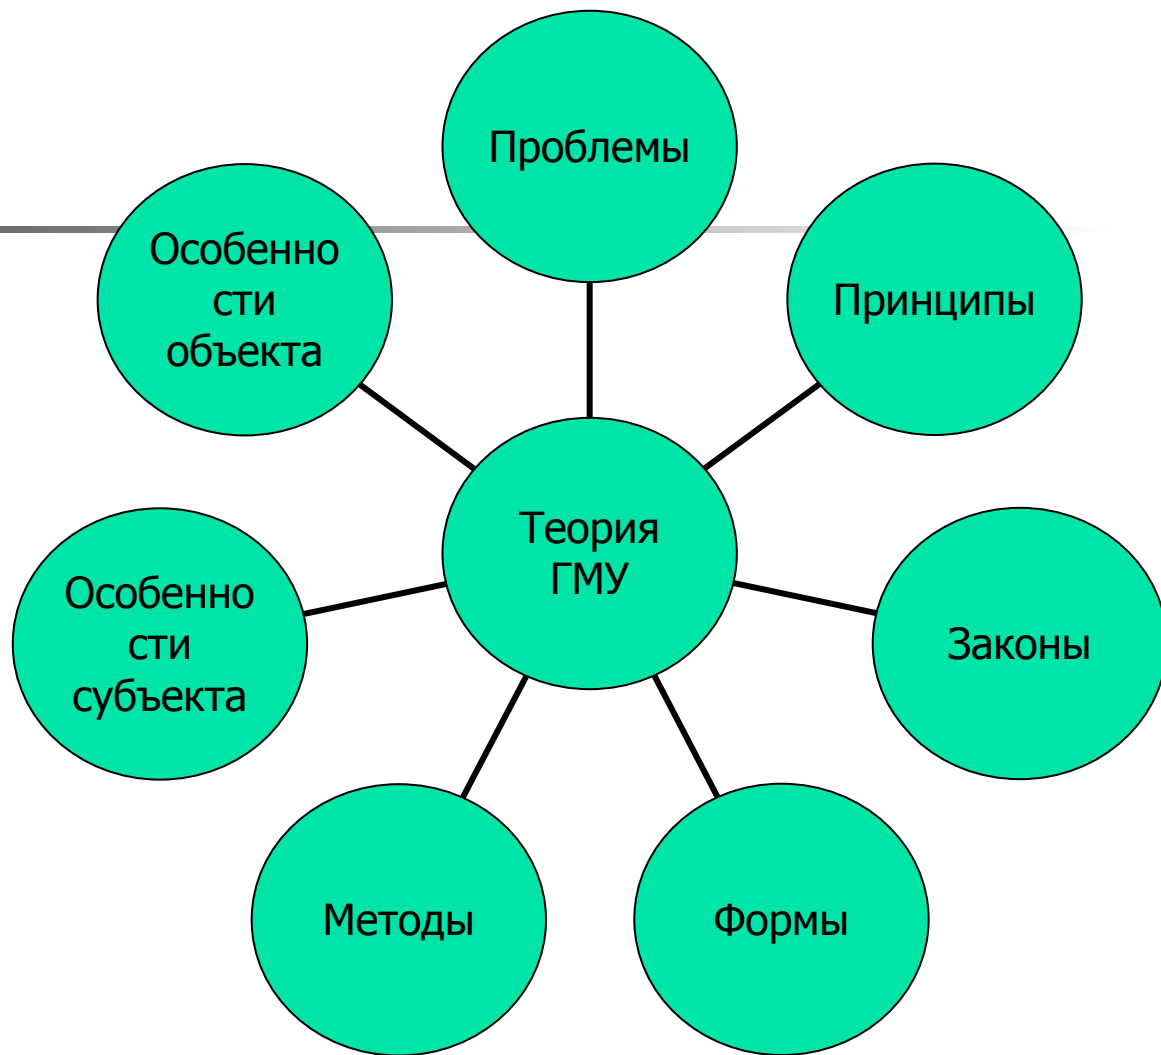 Проблемы
Особенно
сти
объекта
Принципы
Теория
ГМУ
Особенно
сти
субъекта
Законы
Методы
Формы